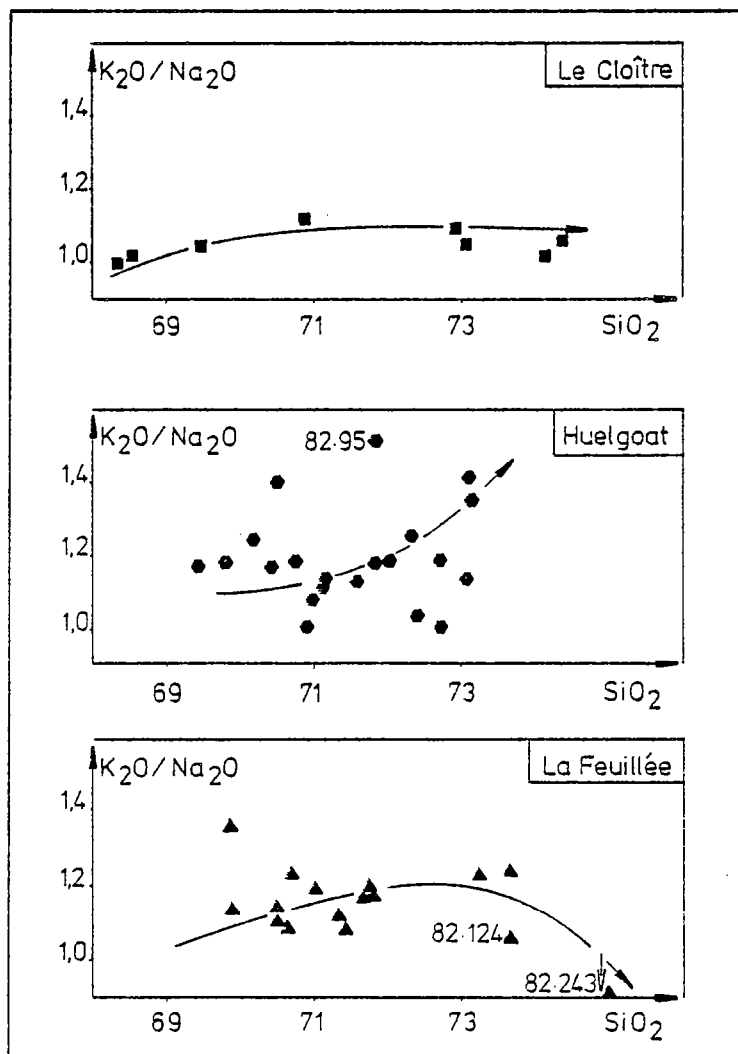 K₂O/Na₂O
Le Cloître
1,4
1,2
1,0
69 71 73 SiO₂
K₂O/Na₂O
82·95
Huelgoat
1,4
1,2
1,0
69 71 73 SiO₂
K₂O/Na₂O
La Feuillée
1,4
1,2
1,0
82·124
82·243
69 71 73 SiO₂